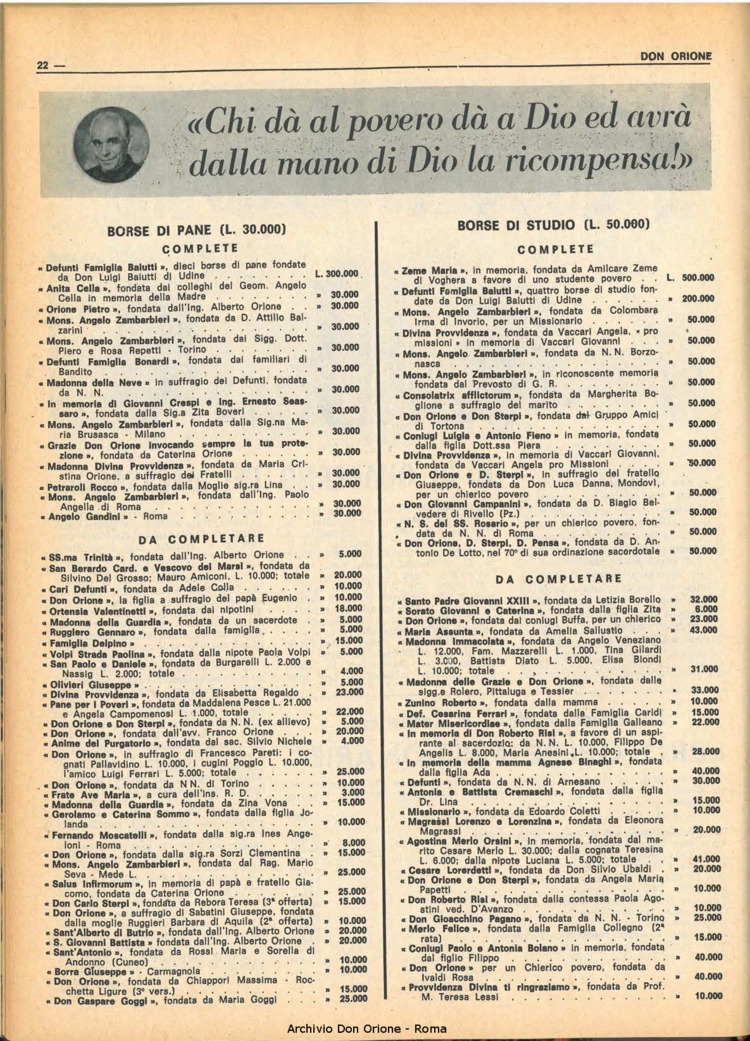 22 —
DON ORIONE
«Chi dà al povero dà a Dio ed avrà
dalla mano di Dio la ricompensa!»
BORSE DI PANE (L. 30.000)
COMPLETE
« Defunti Famiglia Balutti », dieci borse di pane fondate
da Don Luigi Balutti di Udine . . . . . . . L. 300.000
« Anita Cella », fondata dai colleghi del Geom. Angelo
Cella in memoria della Madre . . . . . » 30.000
« Orione Pietro », fondata dall'Ing. Alberto Orione . . » 30.000
« Mons. Angelo Zambarbieri », fondata da D. Attilio Bal-
zarini . . . . . . . . » 30.000
« Mons. Angelo Zambarbieri », fondata dai Sigg. Dott.
Piero e Rosa Repetti - Torino . . . . . » 30.000
« Defunti Famiglia Bonardi », fondata dai familiari di
Bandito . . . . . . . . » 30.000
« Madonna della Neve » in suffragio dei Defunti, fondata
da N. N. . . . . . . . . » 30.000
« In memoria di Giovanni Crespi e Ing. Ernesto Seas-
saro », fondata dalla Sig.a Zita Boveri . . . . » 30.000
« Mons. Angelo Zambarbieri », fondata dalla Sig.na Ma-
ria Brusasca - Milano . . . . . . » 30.000
« Grazie Don Orione invocando sempre la tua prote-
zione », fondata da Caterina Orione . . . . » 30.000
« Madonna Divina Provvidenza », fondata da Maria Cri-
stina Orione, a suffragio dei Fratelli . . . . » 30.000
« Petraroli Rocco », fondata dalla Moglie sig.ra Lina . . » 30.000
« Mons. Angelo Zambarbieri », fondata dall'Ing. Paolo
Angella di Roma . . . . . . » 30.000
« Angelo Gandini » - Roma . . . . . . » 30.000
DA COMPLETARE
« SS.ma Trinità », fondata dall'Ing. Alberto Orione . . » 5.000
« San Berardo Card. e Vescovo dei Marsi », fondata da
Silvino Del Grosso; Mauro Amiconi, L. 10.000; totale » 20.000
« Cari Defunti », fondata da Adele Colla . . . . » 10.000
« Don Orione », la figlia a suffragio del papà Eugenio . » 10.000
« Ortensia Valentinetti », fondata dai nipotini . . . » 18.000
« Madonna della Guardia », fondata da un sacerdote . » 5.000
« Ruggiero Gennaro », fondata dalla famiglia . . . » 5.000
« Famiglia Delpino » . . . . . . . » 15.000
« Volpi Strada Paolina », fondata dalla nipote Paola Volpi » 5.000
« San Paolo e Daniele », fondata da Burgarelli L. 2.000 e
Nassig L. 2.000; totale . . . . . . » 4.000
« Olivieri Giuseppe » . . . . . . . » 5.000
« Divina Provvidenza », fondata da Elisabetta Regaldo . » 23.000
« Pane per i Poveri », fondata da Maddalena Pesce L. 21.000
e Angela Campomenosi L. 1.000, totale . . . » 22.000
« Don Orione e Don Sterpi », fondata da N. N. (ex allievo) » 5.000
« Don Orione », fondata dall'avv. Franco Orione . . » 20.000
« Anime del Purgatorio », fondata dal sac. Silvio Nichele » 4.000
« Don Orione », in suffragio di Francesco Pareti: i co-
gnati Pallavidino L. 10.000, i cugini Poggio L. 10.000,
l'amico Luigi Ferrari L. 5.000; totale . . . . » 25.000
« Don Orione », fondata da NN. di Torino . . . » 10.000
« Frate Ave Maria », a cura dell'ins. R. D. . . . » 3.000
« Madonna della Guardia », fondata da Zina Vona . . » 15.000
« Gerolamo e Caterina Sommo », fondata dalla figlia Jo-
landa . . . . . . . . » 10.000
« Fernando Moscatelli », fondata dalla sig.ra Ines Ange-
loni - Roma . . . . . . . » 8.000
« Don Orione », fondata dalla sig.ra Sorzi Clementina . » 15.000
« Mons. Angelo Zambarbieri », fondata dal Rag. Mario
Seva - Mede L. . . . . . . » 25.000
« Salus Infirmorum », in memoria di papà e fratello Gia-
como, fondata da Caterina Orione . . . . » 25.000
« Don Carlo Sterpi », fondata da Rebora Teresa (3ª offerta) » 15.000
« Don Orione », a suffragio di Sabatini Giuseppe, fondata
dalla moglie Ruggieri Barbara di Aquila (2ª offerta) » 10.000
« Sant'Alberto di Butrio », fondata dall'Ing. Alberto Orione » 20.000
« S. Giovanni Battista » fondata dall'Ing. Alberto Orione . » 20.000
« Sant'Antonio », fondata da Rossi Maria e Sorella di
Andonno (Cuneo) . . . . . . » 10.000
« Borra Giuseppe » - Carmagnola . . . . . » 10.000
« Don Orione », fondata da Chiappori Massima - Roc-
chetta Ligure (3º vers.) . . . . . . » 15.000
« Don Gaspare Goggi », fondata da Maria Goggi . . » 25.000
BORSE DI STUDIO (L. 50.000)
COMPLETE
« Zeme Maria », in memoria, fondata da Amilcare Zeme
di Voghera a favore di uno studente povero . . L. 500.000
« Defunti Famiglia Balutti », quattro borse di studio fon-
date da Don Luigi Balutti di Udine . . . . » 200.000
« Mons. Angelo Zambarbieri », fondata da Colombara
Irma di Invorio, per un Missionario . . . . » 50.000
« Divina Provvidenza », fondata da Vaccari Angela, « pro
missioni » in memoria di Vaccari Giovanni . . . » 50.000
« Mons. Angelo Zambarbieri », fondata da N. N. Borzo-
nasca . . . . . . . . » 50.000
« Mons. Angelo Zambarbieri », in riconoscente memoria
fondata dal Prevosto di G. R. . . . . . » 50.000
« Consolatrix afflictorum », fondata da Margherita Bo-
glione a suffragio del marito . . . . . » 50.000
« Don Orione e Don Sterpi », fondata dal Gruppo Amici
di Tortona . . . . . . . » 50.000
« Coniugi Luigia e Antonio Fieno » in memoria, fondata
dalla figlia Dott.ssa Piera . . . . . » 50.000
« Divina Provvidenza », in memoria di Vaccari Giovanni,
fondata da Vaccari Angela pro Missioni . . . » 50.000
« Don Orione e D. Sterpi », in suffragio del fratello
Giuseppe, fondata da Don Luca Danna, Mondovì,
per un chierico povero . . . . . . » 50.000
« Don Giovanni Campanini », fondata da D. Biagio Bel-
vedere di Rivello (Pz.) . . . . . . » 50.000
« N. S. del SS. Rosario », per un chierico povero, fon-
data da N. N. di Roma . . . . . . » 50.000
« Don Orione, D. Sterpi, D. Pensa », fondata da D. An-
tonio De Lotto, nel 70º di sua ordinazione sacerdotale » 50.000
DA COMPLETARE
« Santo Padre Giovanni XXIII », fondata da Letizia Borello » 32.000
« Sorato Giovanni e Caterina », fondata dalla figlia Zita » 6.000
« Don Orione », fondata dai coniugi Buffa, per un chierico » 23.000
« Maria Assunta », fondata da Amelia Sallustio . . . » 43.000
« Madonna Immacolata », fondata da Angelo Veneziano
L. 12.000, Fam. Mazzarelli L. 1.000, Tina Gilardi
L. 3.000, Battista Diato L. 5.000, Elisa Biondi
L. 10.000; totale . . . . . . . » 31.000
« Madonna delle Grazie e Don Orione », fondata dalle
sigg.e Rolero, Pittaluga e Tessier . . . . » 33.000
« Zunino Roberto », fondata dalla mamma . . . » 10.000
« Def. Cesarina Ferrari », fondata dalla Famiglia Caridi » 15.000
« Mater Misericordiae », fondata dalla Famiglia Galleano » 22.000
« In memoria di Don Roberto Risi », a favore di un aspi-
rante al sacerdozio: da N. N. L. 10.000, Filippo De
Angelis L. 8.000, Maria Anesini L. 10.000; totale . » 28.000
« In memoria della mamma Agnese Binaghi », fondata
dalla figlia Ada . . . . . . . » 40.000
« Defunti », fondata da N. N. di Arnesano . . . » 30.000
« Antonia e Battista Cremaschi », fondata dalla figlia
Dr. Lina . . . . . . . . » 15.000
« Missionario », fondata da Edoardo Coletti . . . » 10.000
« Magrassi Lorenzo e Lorenzina », fondata da Eleonora
Magrassi . . . . . . . . » 20.000
« Agostina Merlo Orsini », in memoria, fondata dal ma-
rito Cesare Merlo L. 30.000; dalla cognata Teresina
L. 6.000; dalla nipote Luciana L. 5.000; totale . » 41.000
« Cesare Lorerdetti », fondata da Don Silvio Ubaldi . » 20.000
« Don Orione e Don Sterpi », fondata da Angela Maria
Papetti . . . . . . . . » 10.000
« Don Roberto Risi », fondata dalla contessa Paola Ago-
stini ved. D'Avanzo . . . . . . » 10.000
« Don Gioacchino Pagano », fondata da N. N. - Torino » 25.000
« Merlo Felice », fondata dalla Famiglia Collegno (2ª
rata) . . . . . . . . » 15.000
« Coniugi Paolo e Antonia Boiano » in memoria, fondata
dal figlio Filippo . . . . . . . » 40.000
« Don Orione » per un Chierico povero, fondata da
Ivaldi Rosa . . . . . . . » 40.000
« Provvidenza Divina ti ringraziamo », fondata da Prof.
M. Teresa Lessi . . . . . . . » 10.000
Archivio Don Orione - Roma